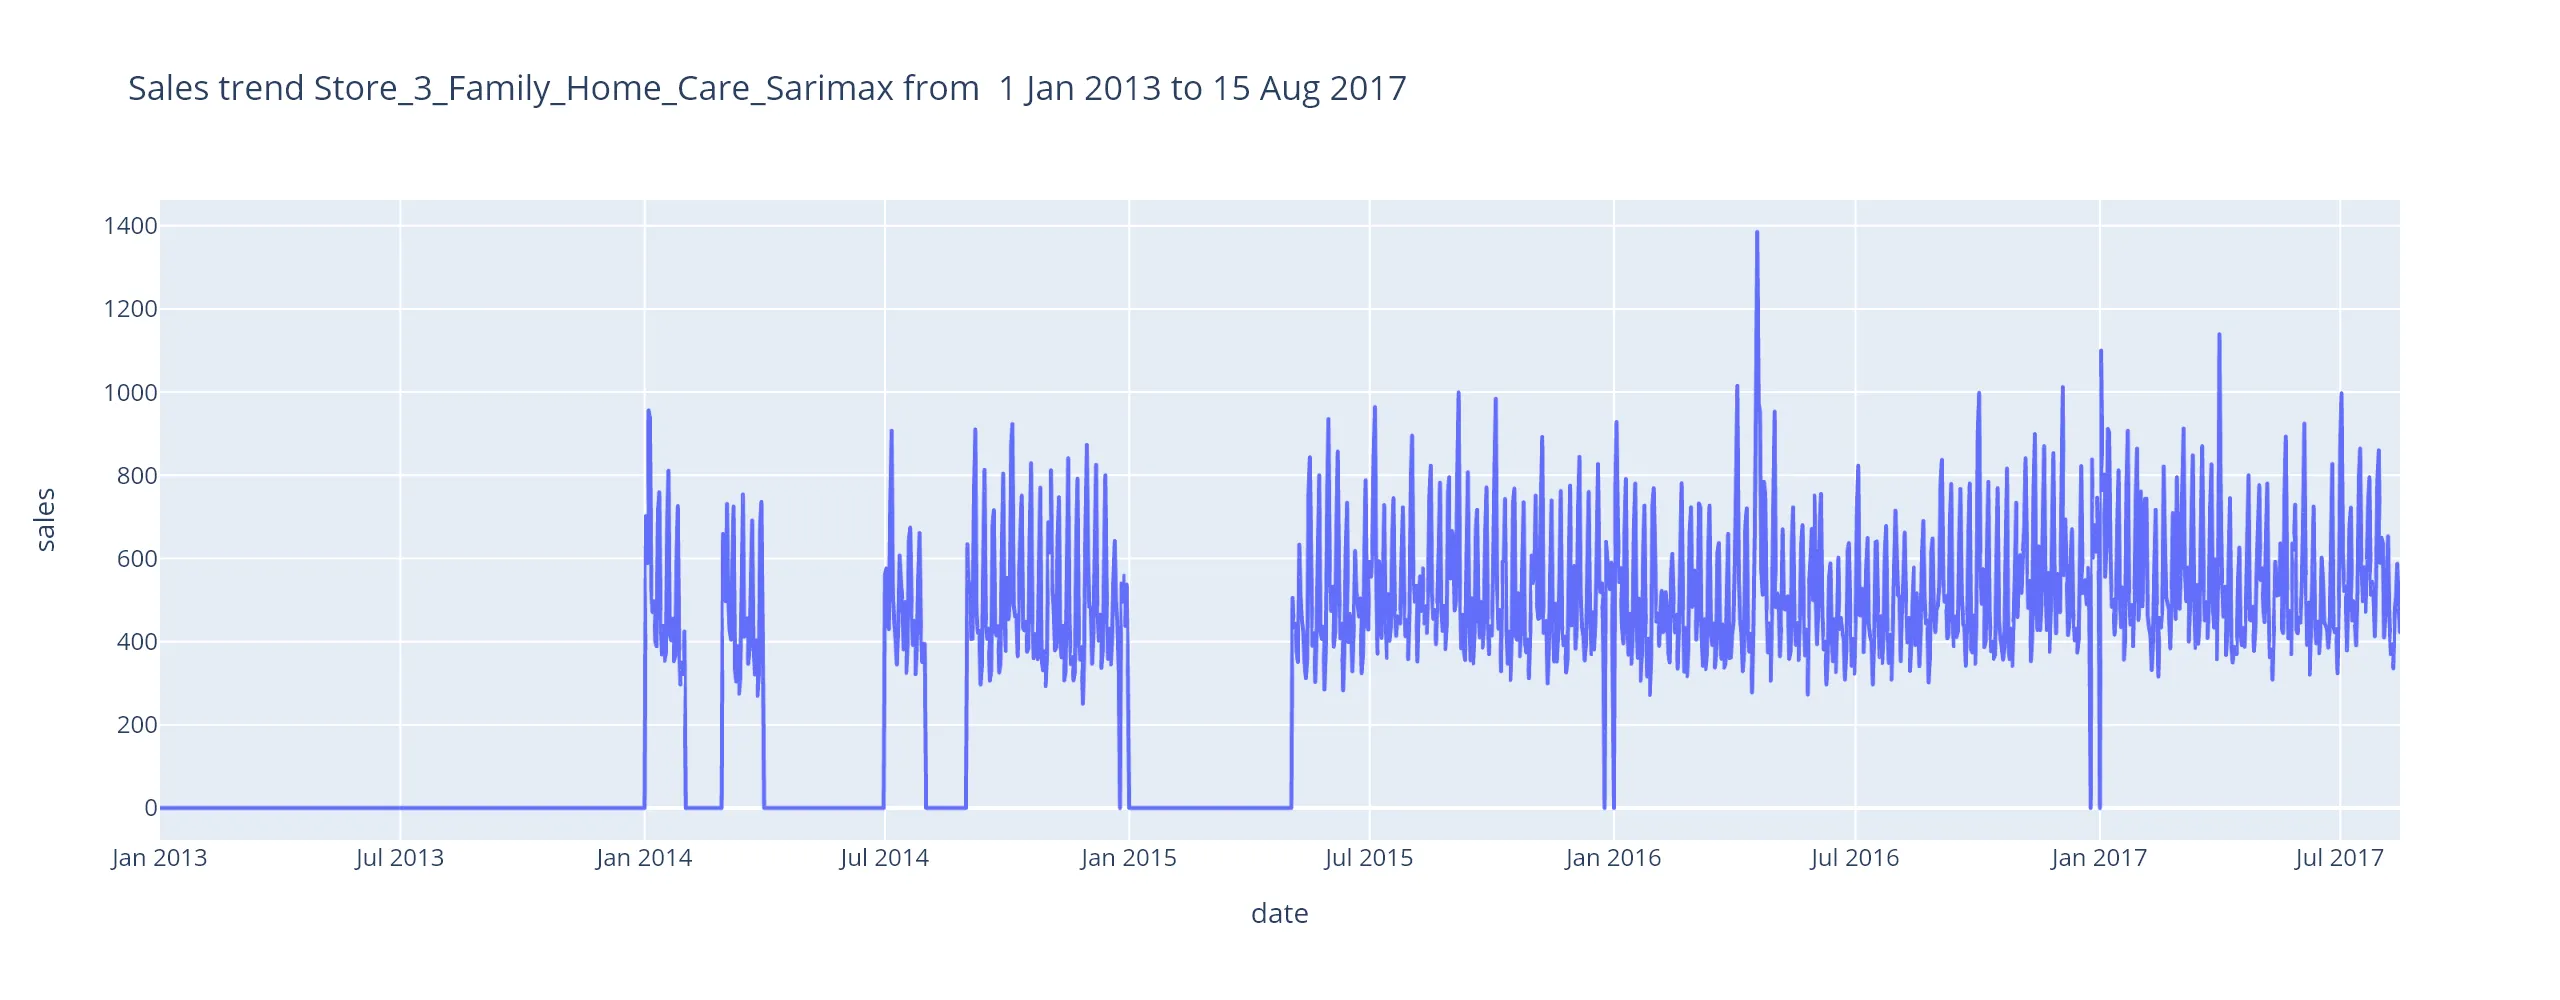 Sales trend Store_3_Family_Home_Care_Sarimax from  1 Jan 2013 to 15 Aug 2017
1400
1200
1000
800
600
400
200
0
sales
Jan 2013 Jul 2013 Jan 2014 Jul 2014 Jan 2015 Jul 2015 Jan 2016 Jul 2016 Jan 2017 Jul 2017
date